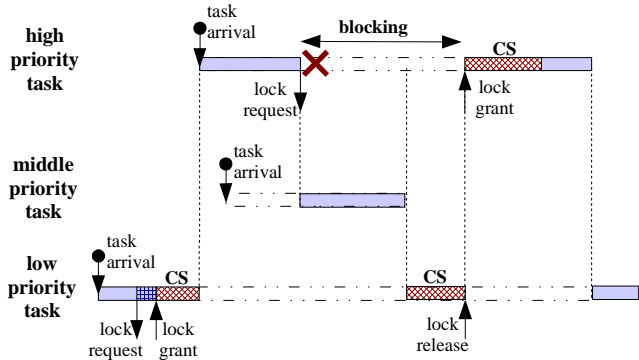 high
priority
task
task
arrival
blocking
CS
lock
request
lock
grant
middle
priority
task
task
arrival
low
priority
task
task
arrival
CS
CS
lock
request
lock
grant
lock
release